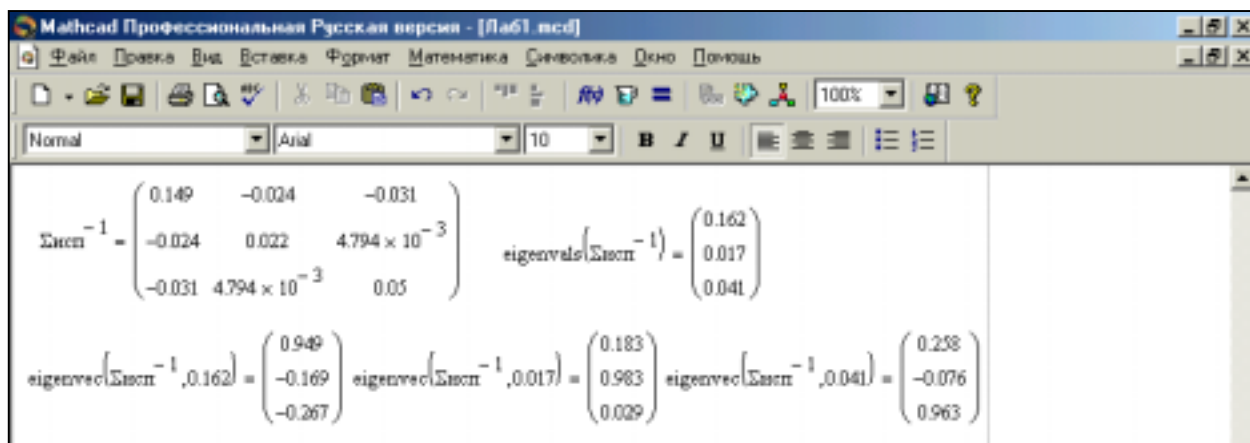 Mathcad Профессиональная Русская версия - [Лаб1.mcd]
Файл Правка Вид Вставка Формат Математика Символика Окно Помощь
100%
Normal Arial 10 B I U
Σисп^-1 = (0.149 -0.024 -0.031
-0.024 0.022 4.794 × 10^-3
-0.031 4.794 × 10^-3 0.05)
eigenvals(Σисп^-1) = (0.162
0.017
0.041)
eigenvec(Σисп^-1, 0.162) = (0.949
-0.169
-0.267)
eigenvec(Σисп^-1, 0.017) = (0.183
0.983
0.029)
eigenvec(Σисп^-1, 0.041) = (0.258
-0.076
0.963)